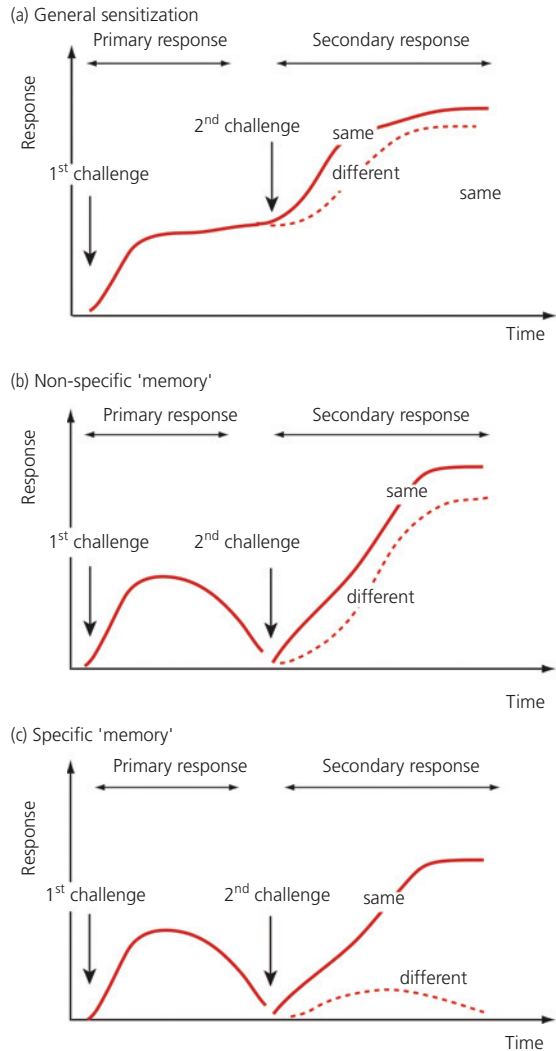 (a) General sensitization
Primary response
Secondary response
Response
2nd challenge
same
1st challenge
different
same
Time
(b) Non-specific 'memory'
Primary response
Secondary response
Response
same
1st challenge
2nd challenge
different
Time
(c) Specific 'memory'
Primary response
Secondary response
Response
1st challenge
2nd challenge
same
different
Time